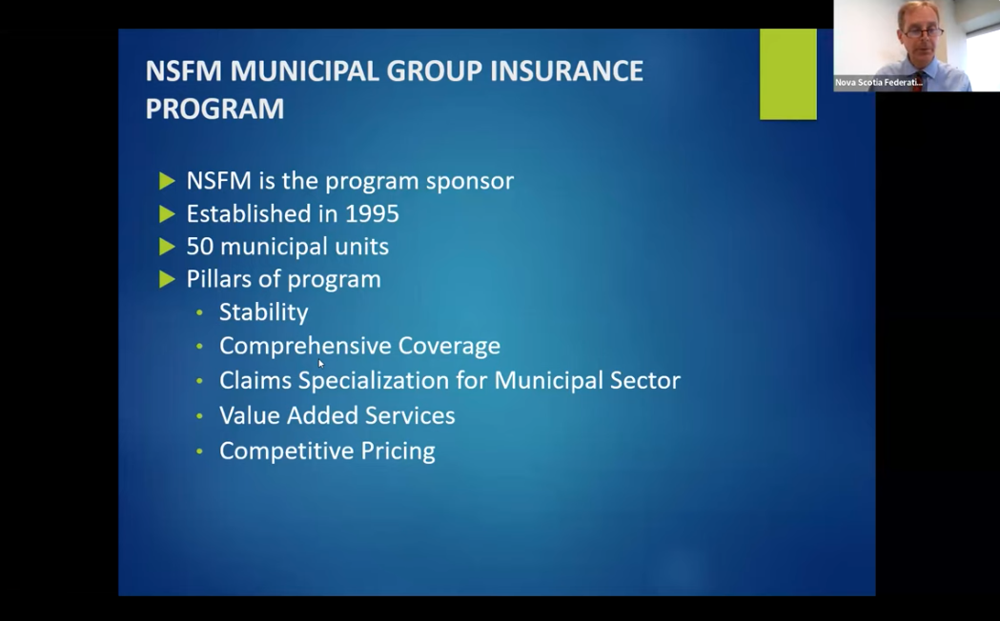 NSFM MUNICIPAL GROUP INSURANCE
PROGRAM
Nova Scotia Federati...
NSFM is the program sponsor
Established in 1995
50 municipal units
Pillars of program
Stability
Comprehensive Coverage
Claims Specialization for Municipal Sector
Value Added Services
Competitive Pricing